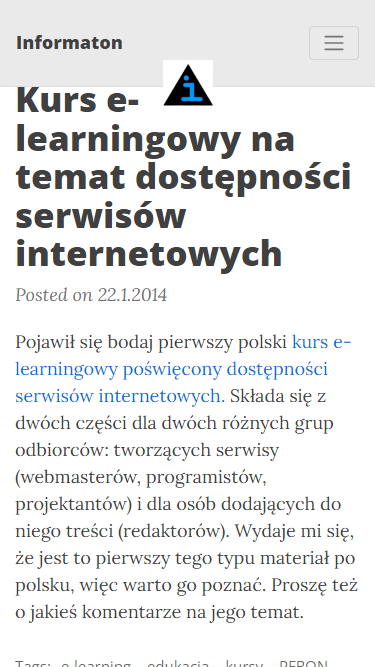 Informaton
Kurs e-
learningowy na
temat dostępności
serwisów
internetowych
Posted on 22.1.2014
Pojawił się bodaj pierwszy polski kurs e-
learningowy poświęcony dostępności
serwisów internetowych. Składa się z
dwóch części dla dwóch różnych grup
odbiorców: tworzących serwisy
(webmasterów, programistów,
projektantów) i dla osób dodających do
niego treści (redaktorów). Wydaje mi się,
że jest to pierwszy tego typu materiał po
polsku, więc warto go poznać. Proszę też
o jakieś komentarze na jego temat.
Tags: e-learning edukacja kursy PFRON